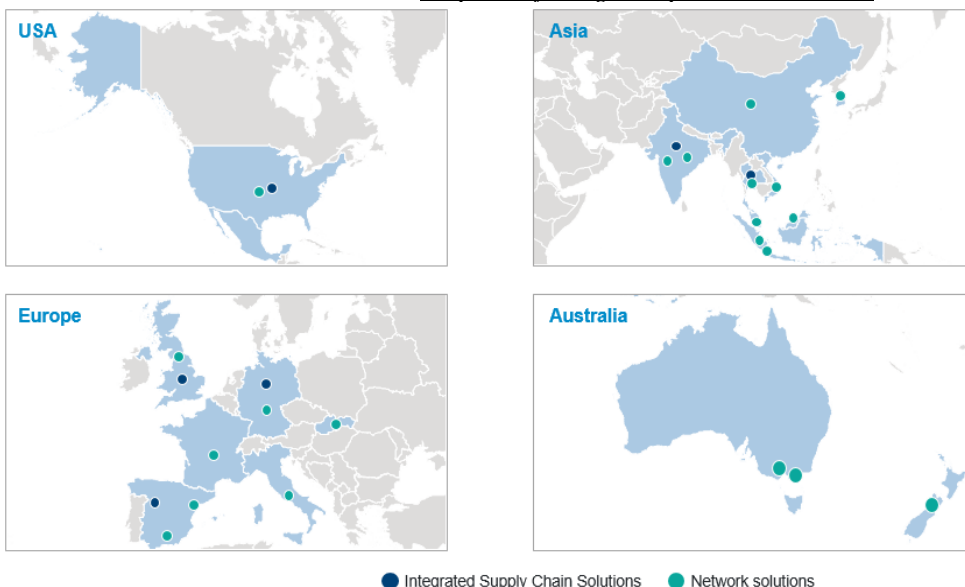 USA
Asia
Europe
Australia
Integrated Supply Chain Solutions
Network solutions